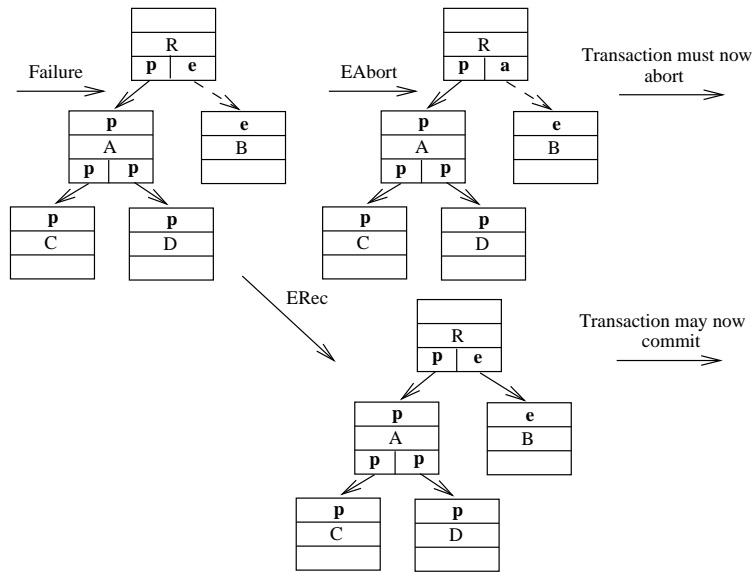 Failure
R
p e
p
A
p p
e
B
p
C
p
D
EAbort
R
p a
p
A
p p
e
B
p
C
p
D
Transaction must now
abort
ERec
R
p e
p
A
p p
e
B
p
C
p
D
Transaction may now
commit